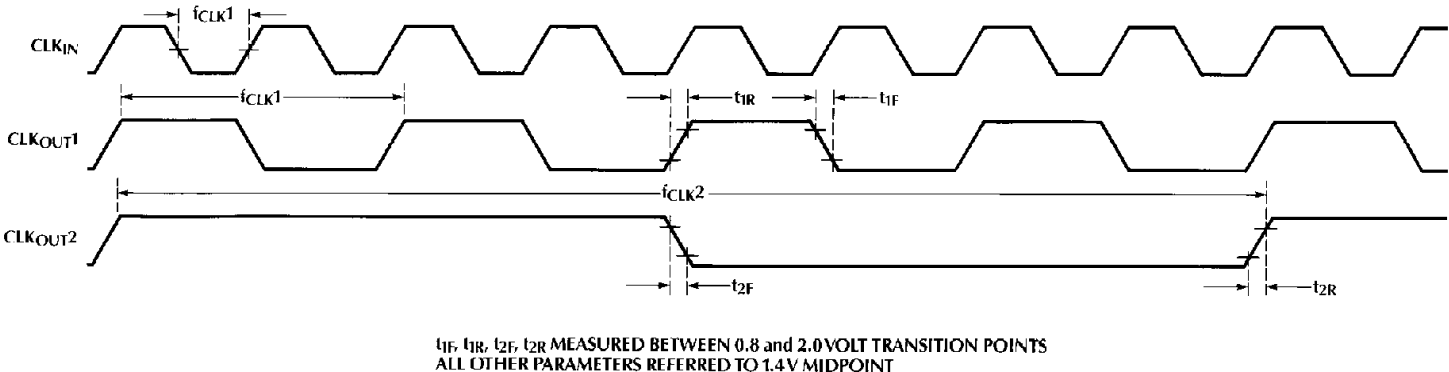 fCLK1
CLKIN
fCLK1
t1R
t1F
CLKOUT1
fCLK2
CLKOUT2
t2F
t2R
t1F, t1R, t2F, t2R MEASURED BETWEEN 0.8 and 2.0 VOLT TRANSITION POINTS
ALL OTHER PARAMETERS REFERRED TO 1.4 V MIDPOINT